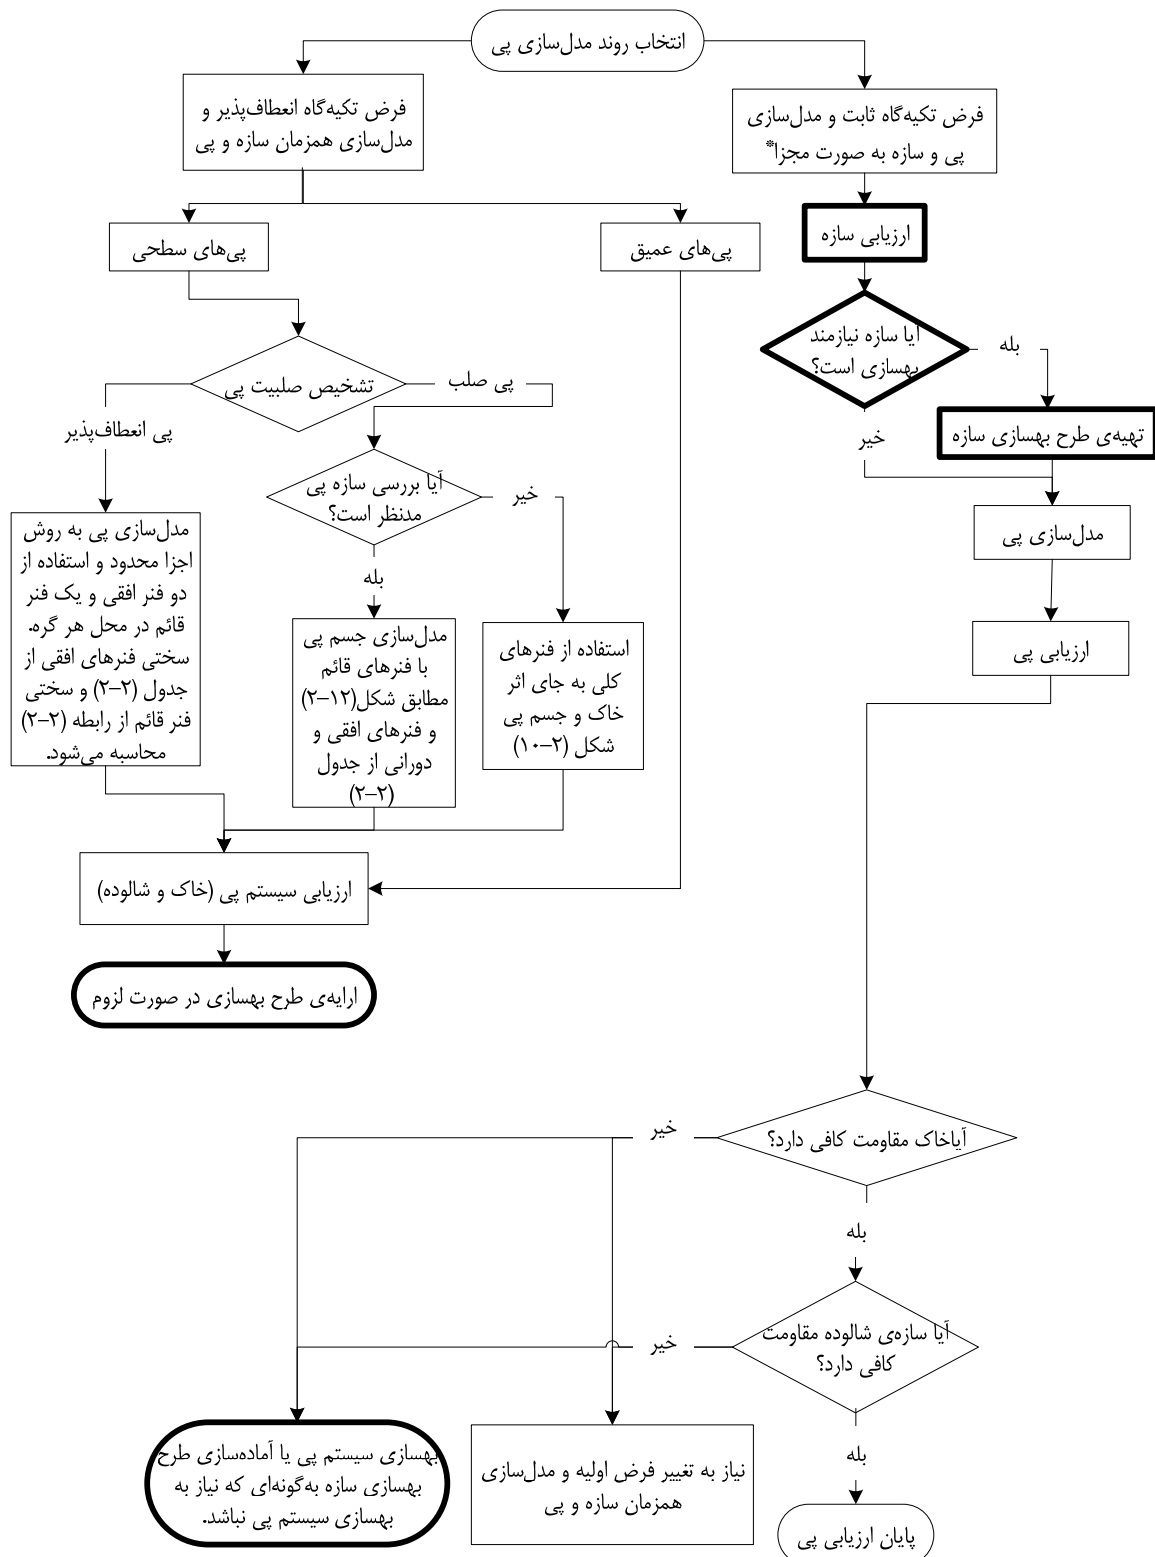 انتخاب روند مدل‌سازی پی
فرض تکیه‌گاه ثابت و مدل‌سازی
پی و سازه به صورت مجزا*
ارزیابی سازه
آیا سازه نیازمند
بهسازی است؟
بله
خیر
تهیه‌ی طرح بهسازی سازه
مدل‌سازی پی
ارزیابی پی
فرض تکیه‌گاه انعطاف‌پذیر و
مدل‌سازی همزمان سازه و پی
پی‌های عمیق
پی‌های سطحی
تشخیص صلبیت پی
پی صلب
پی انعطاف‌پذیر
آیا بررسی سازه پی
مدنظر است؟
خیر
بله
استفاده از فنرهای
کلی به جای اثر
خاک و جسم پی
شکل (۲-۱۰)
مدل‌سازی جسم پی
با فنرهای قائم
مطابق شکل(۱۲-۲)
و فنرهای افقی و
دورانی از جدول
(۲-۲)
مدل‌سازی پی به روش
اجزا محدود و استفاده از
دو فنر افقی و یک فنر
قائم در محل هر گره.
سختی فنرهای افقی از
جدول (۲-۲) و سختی
فنر قائم از رابطه (۲-۲)
محاسبه می‌شود.
ارزیابی سیستم پی (خاک و شالوده)
ارایه‌ی طرح بهسازی در صورت لزوم
آیاخاک مقاومت کافی دارد؟
خیر
بله
آیا سازه‌ی شالوده مقاومت
کافی دارد؟
خیر
بله
پایان ارزیابی پی
نیاز به تغییر فرض اولیه و مدل‌سازی
همزمان سازه و پی
بهسازی سیستم پی یا آماده‌سازی طرح
بهسازی سازه به‌گونه‌ای که نیاز به
بهسازی سیستم پی نباشد.